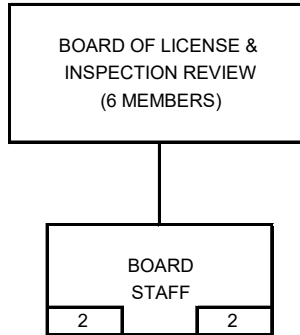 BOARD OF LICENSE &
INSPECTION REVIEW
(6 MEMBERS)
BOARD
STAFF
2 2